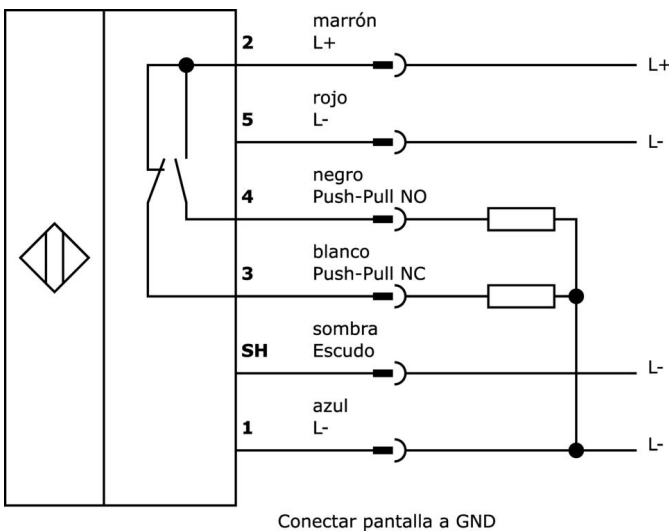 marrón
2 L+ L+
rojo
5 L- L-
negro
4 Push-Pull NO
blanco
3 Push-Pull NC
sombra
SH Escudo L-
azul
1 L- L-
Conectar pantalla a GND